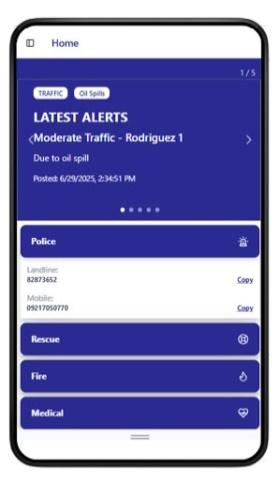 Home
1 / 5
TRAFFIC Oil Spills
LATEST ALERTS
Moderate Traffic - Rodriguez 1
Due to oil spill
Posted: 6/29/2025, 2:34:51 PM
Police
Landline:
82873652 Copy
Mobile:
09217050770 Copy
Rescue
Fire
Medical